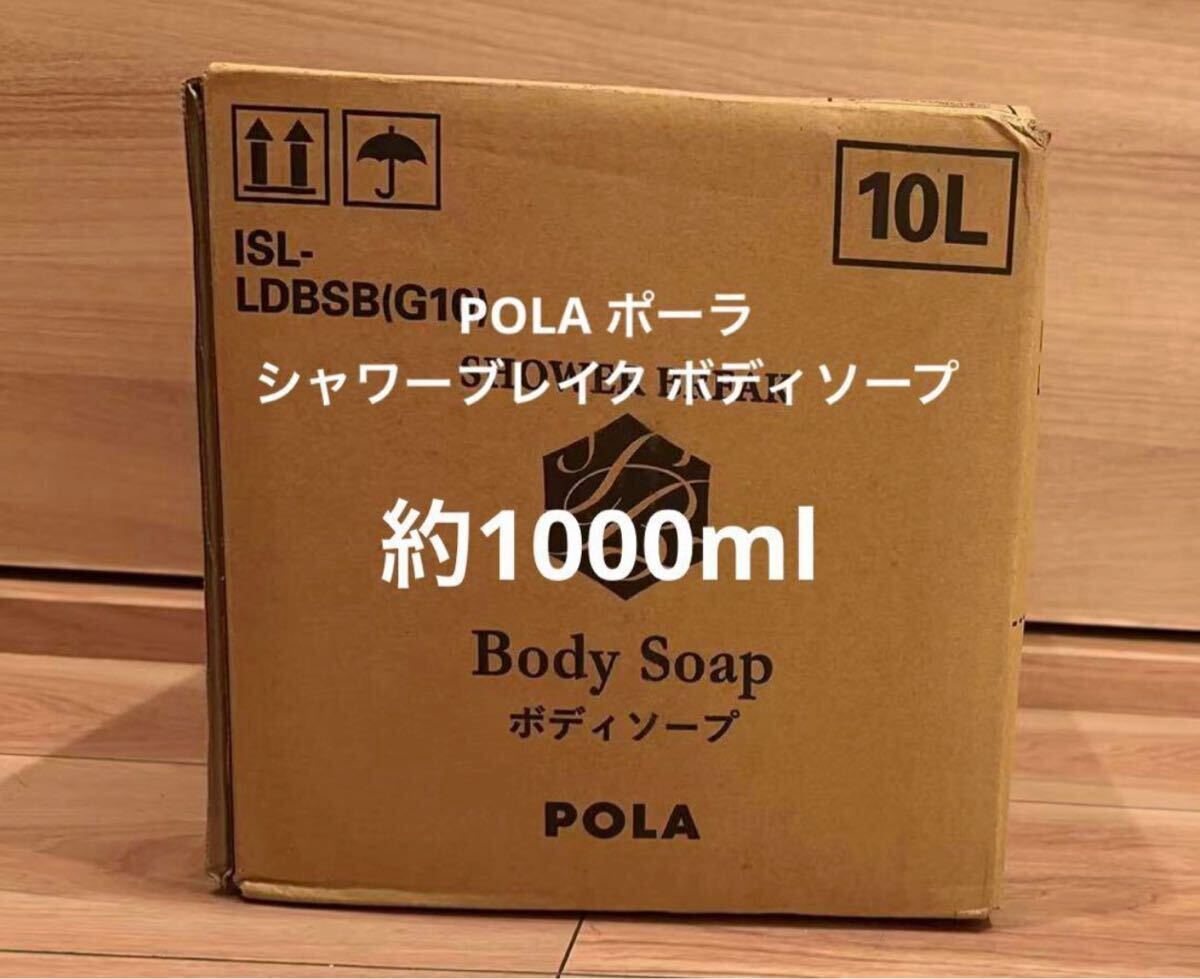 10L
ISL-
LDBSB(G10)
POLA ポーラ
SHOWER BREAK
シャワーブレイク ボディソープ
約1000ml
Body Soap
ボディソープ
POLA